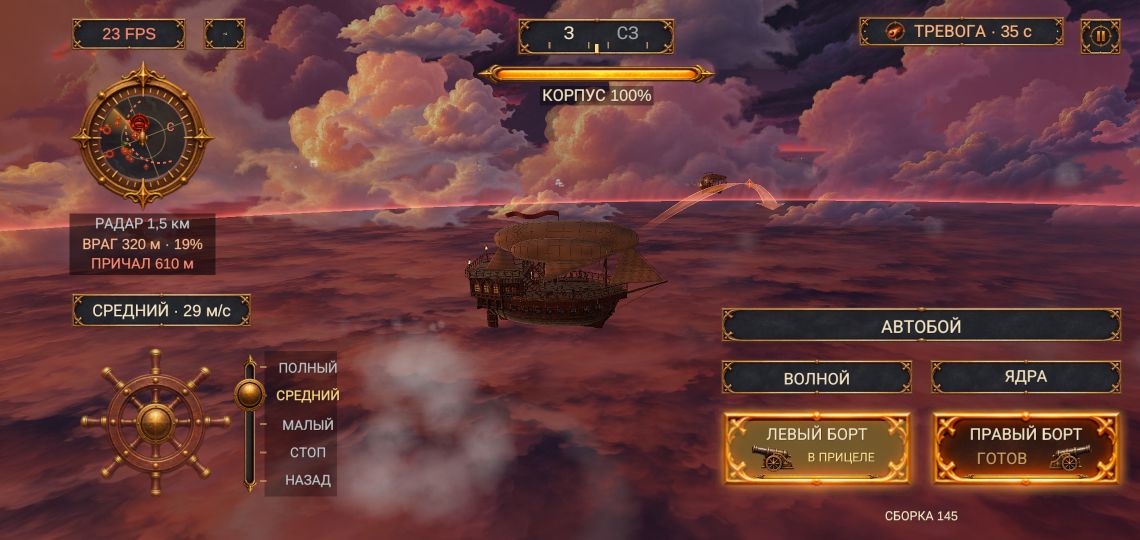 23 FPS
З СЗ
ТРЕВОГА · 35 с
КОРПУС 100%
С
РАДАР 1,5 км
ВРАГ 320 м · 19%
ПРИЧАЛ 610 м
СРЕДНИЙ · 29 м/с
ПОЛНЫЙ
СРЕДНИЙ
МАЛЫЙ
СТОП
НАЗАД
АВТОБОЙ
ВОЛНОЙ
ЯДРА
ЛЕВЫЙ БОРТ
В ПРИЦЕЛЕ
ПРАВЫЙ БОРТ
ГОТОВ
СБОРКА 145